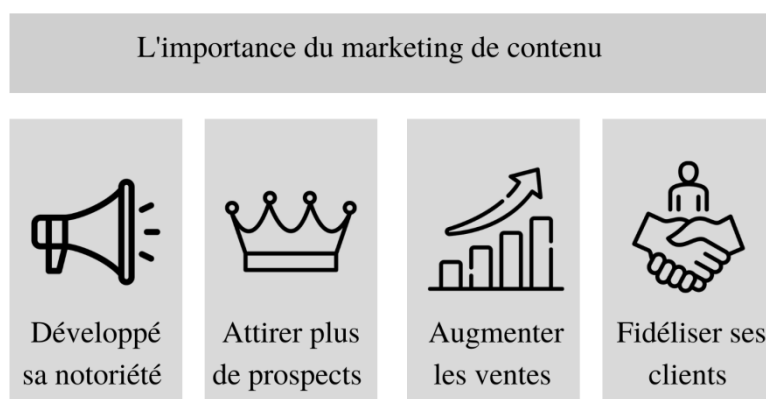 L'importance du marketing de contenu
Développé
sa notoriété
Attirer plus
de prospects
Augmenter
les ventes
Fidéliser ses
clients